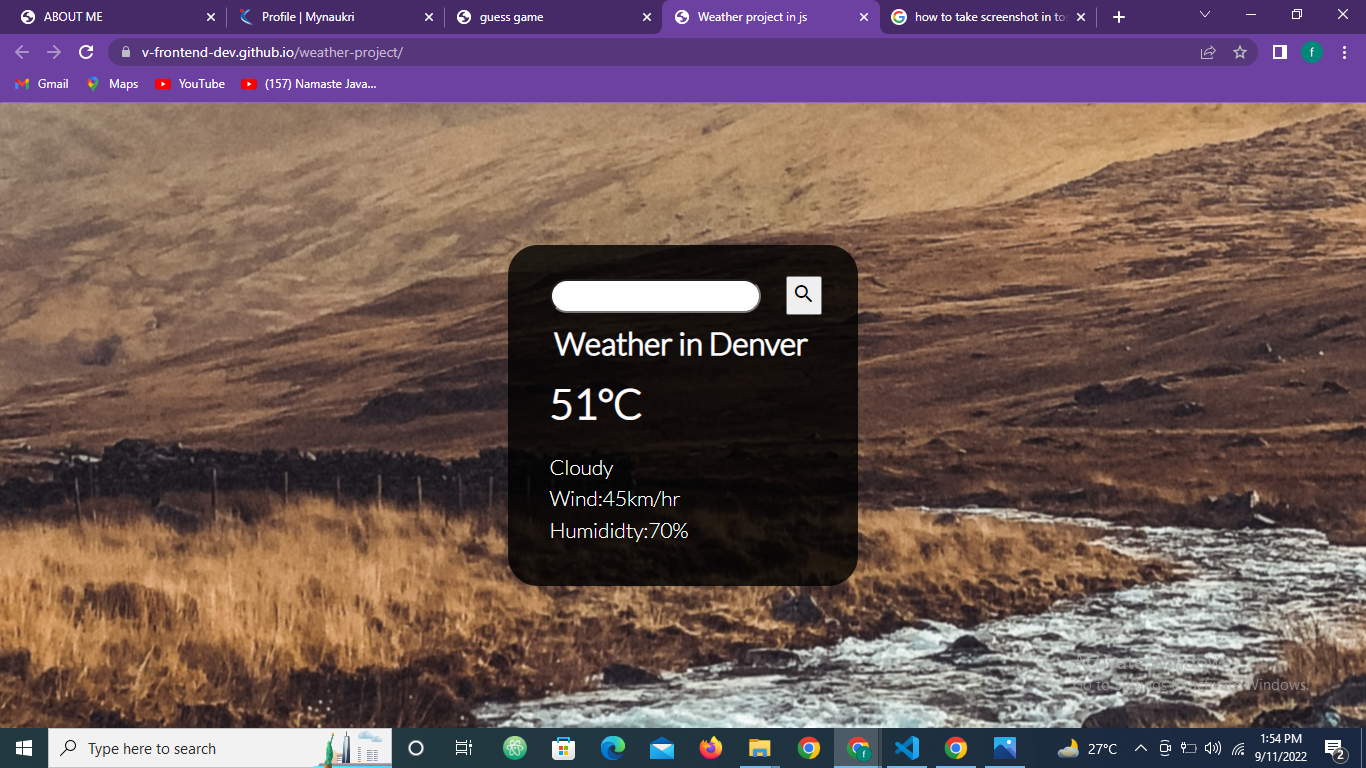 ABOUT ME
Profile | Mynaukri
guess game
Weather project in js
how to take screenshot in to
v-frontend-dev.github.io/weather-project/
f
Gmail
Maps
YouTube
(157) Namaste Java...
Weather in Denver
51°C
Cloudy
Wind:45km/hr
Humididty:70%
Go to Settings to activate Windows.
Type here to search
f
27°C
1:54 PM
9/11/2022
2